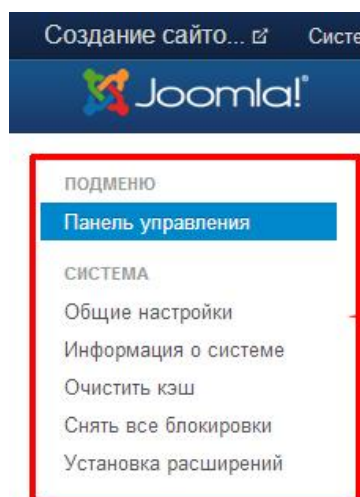 Создание сайто... Систе
Joomla!
ПОДМЕНЮ
Панель управления
СИСТЕМА
Общие настройки
Информация о системе
Очистить кэш
Снять все блокировки
Установка расширений